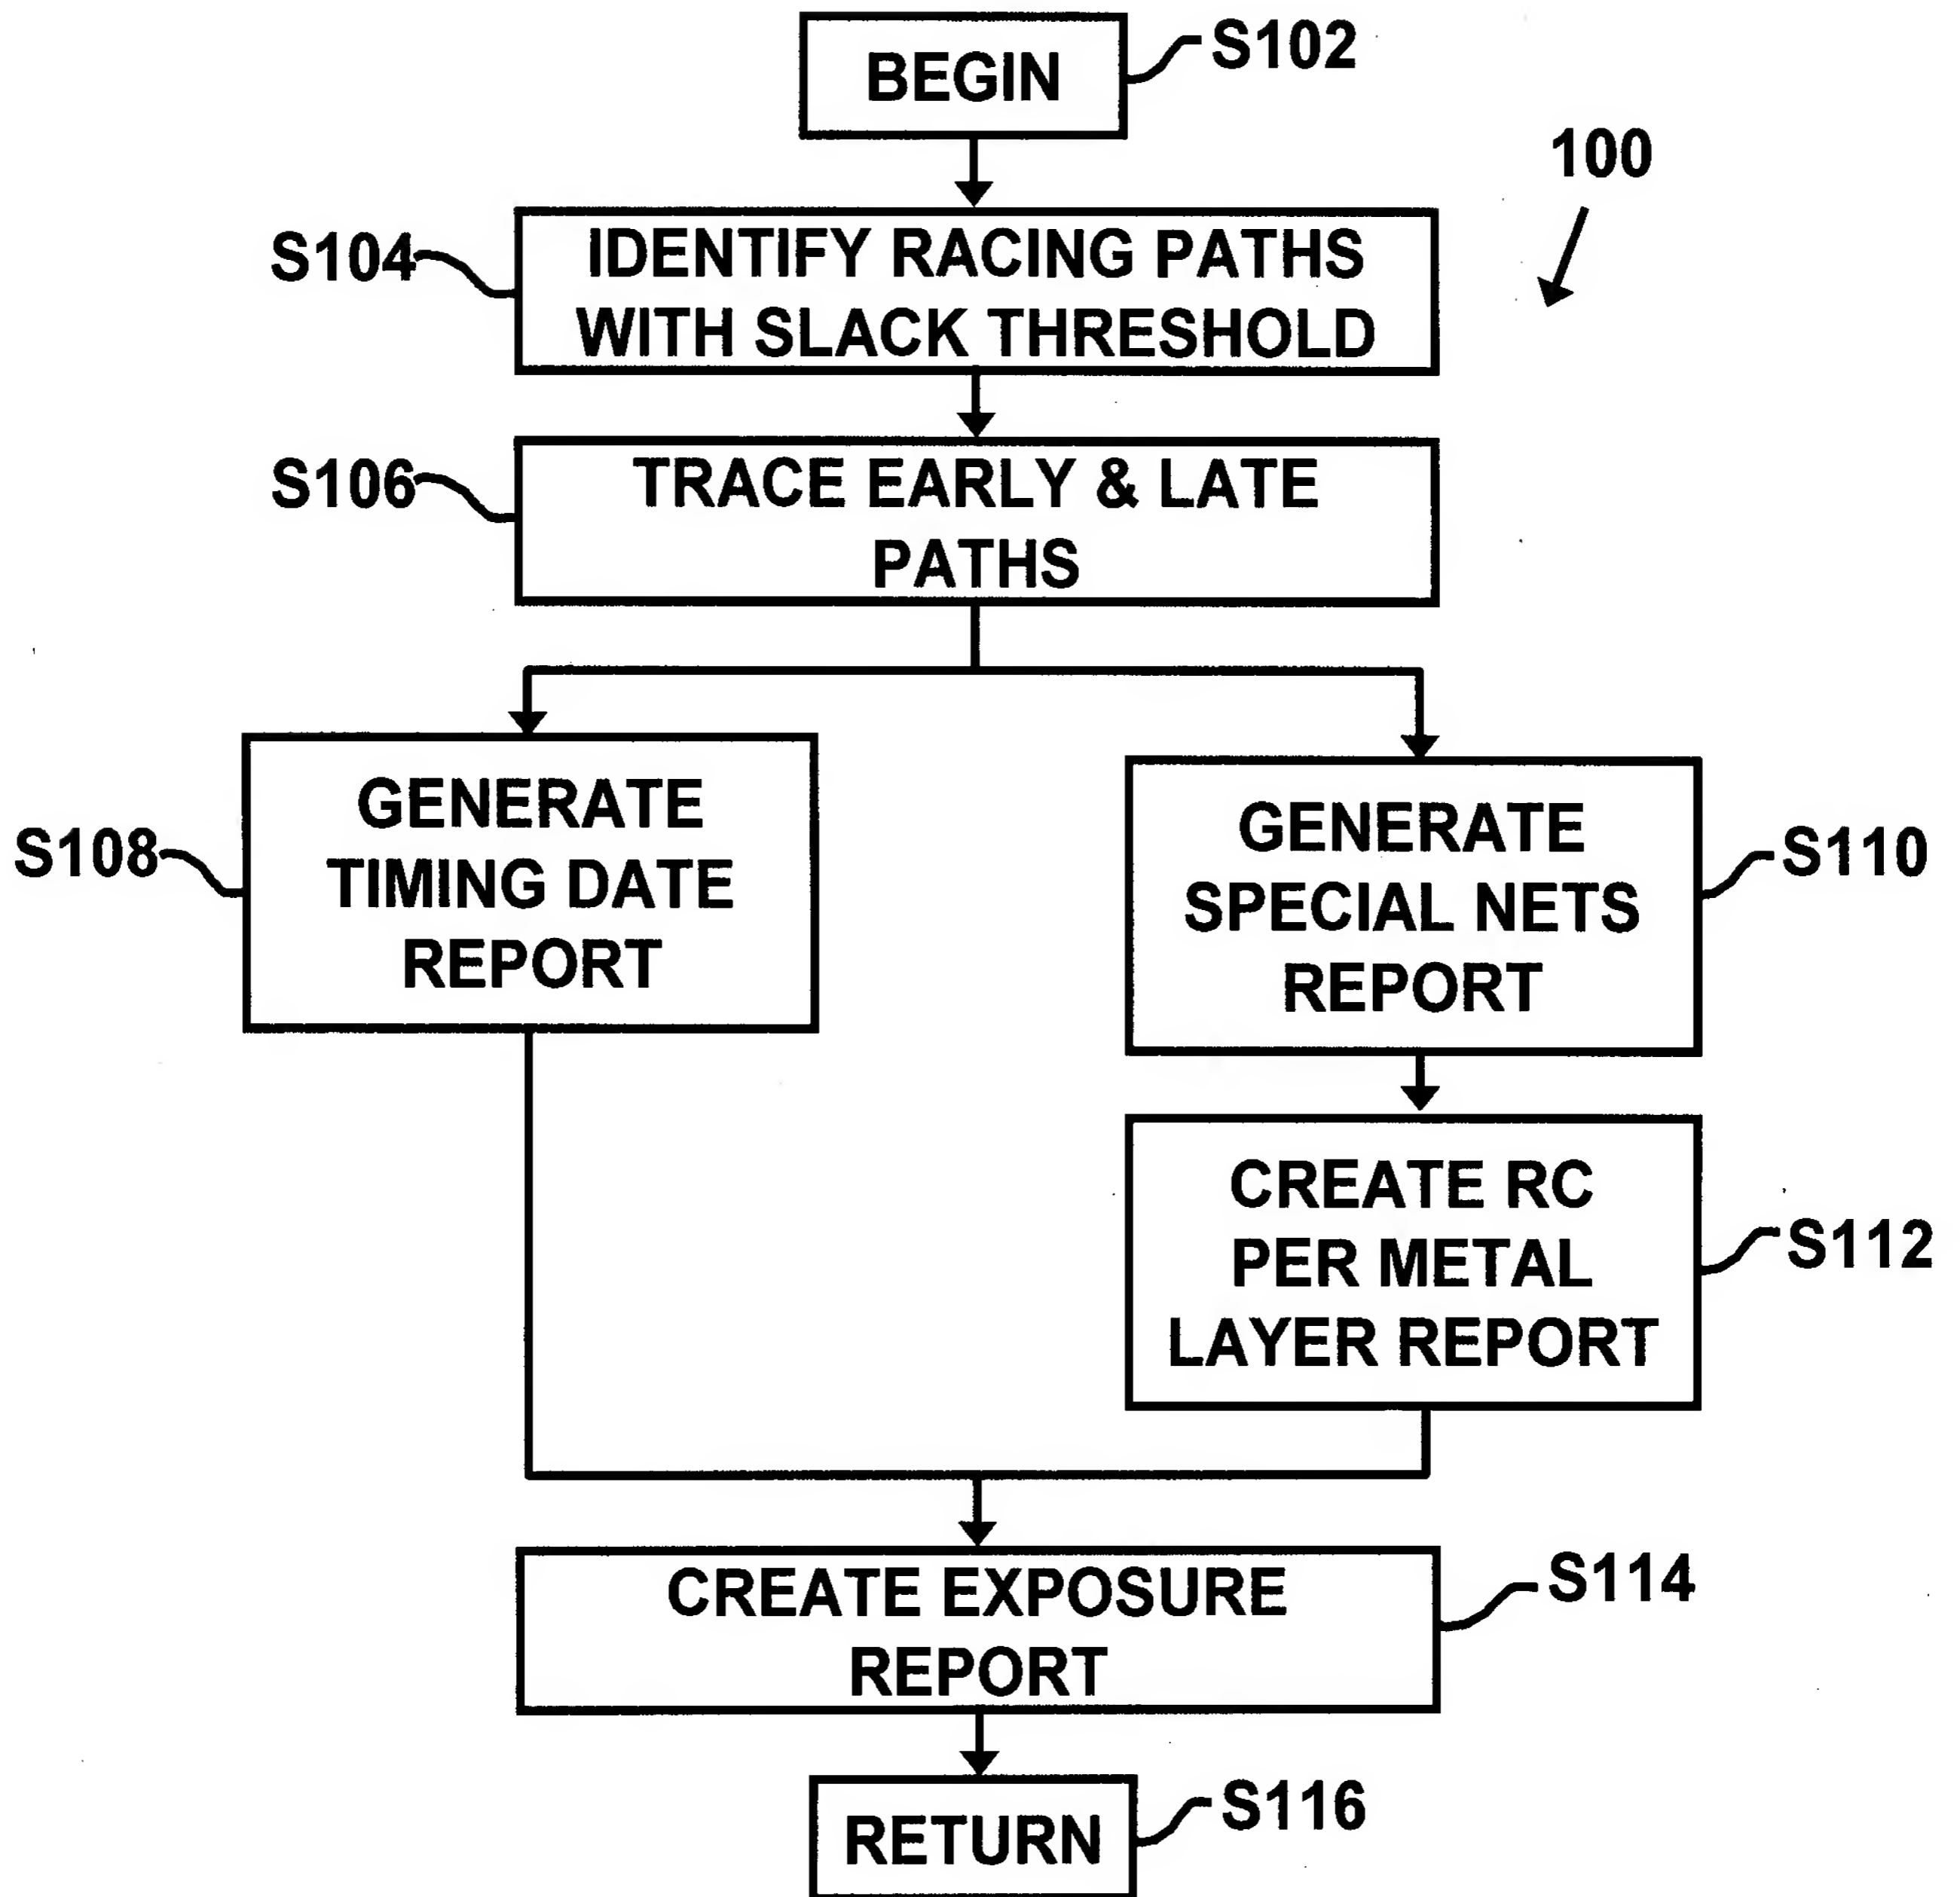 BEGIN
S102
100
S104
IDENTIFY RACING PATHS
WITH SLACK THRESHOLD
S106
TRACE EARLY & LATE
PATHS
S108
GENERATE
TIMING DATE
REPORT
GENERATE
SPECIAL NETS
REPORT
S110
CREATE RC
PER METAL
LAYER REPORT
S112
CREATE EXPOSURE
REPORT
S114
RETURN
S116